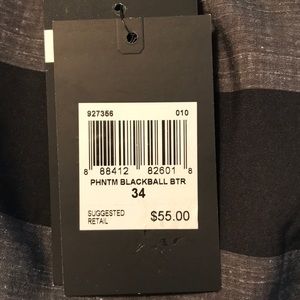 927356 010
8 88412 82601 8
PHNTM BLACKBALL BTR
34
SUGGESTED
RETAIL $55.00